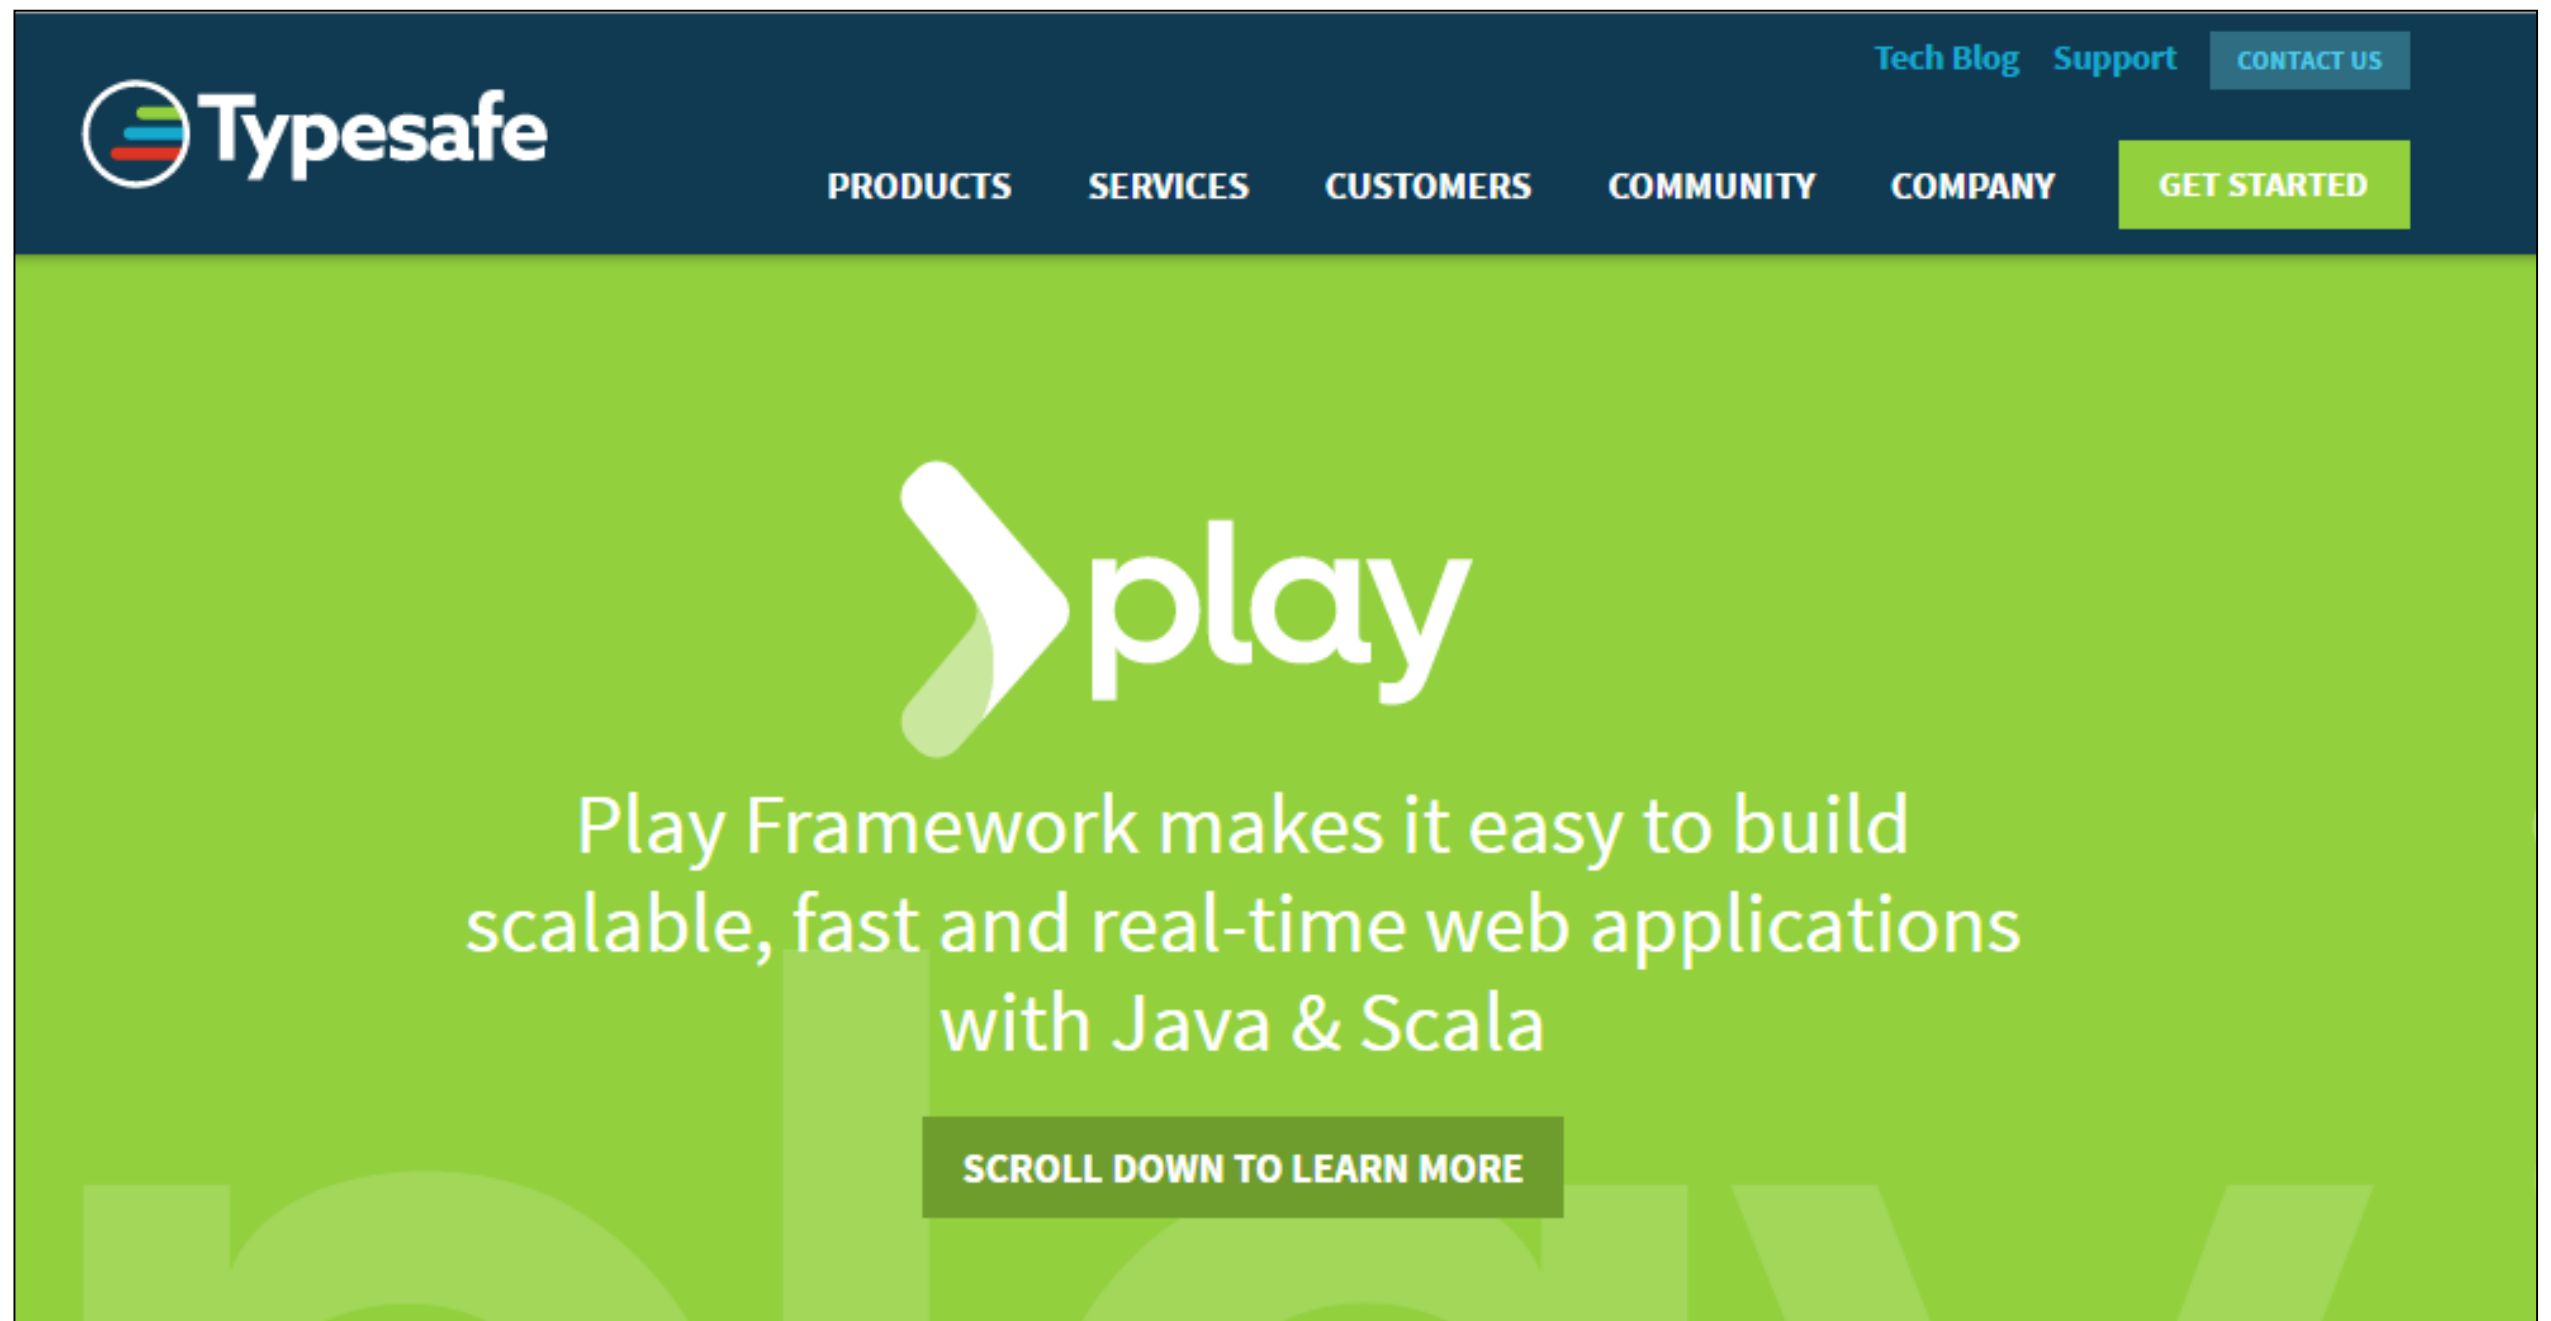 Tech Blog Support CONTACT US
Typesafe
PRODUCTS SERVICES CUSTOMERS COMMUNITY COMPANY GET STARTED
play
Play Framework makes it easy to build
scalable, fast and real-time web applications
with Java & Scala
SCROLL DOWN TO LEARN MORE
play